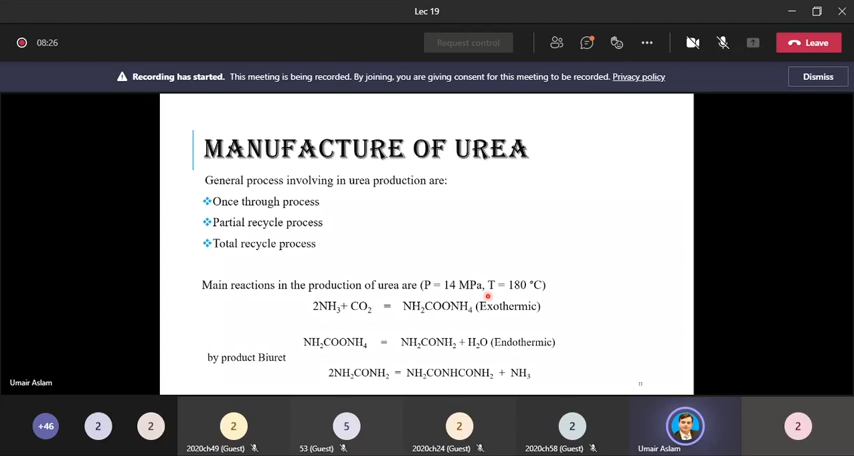 Lec 19
08:26
Request control
Leave
Recording has started. This meeting is being recorded. By joining, you are giving consent for this meeting to be recorded. Privacy policy
Dismiss
MANUFACTURE OF UREA
General process involving in urea production are:
❖Once through process
❖Partial recycle process
❖Total recycle process
Main reactions in the production of urea are (P = 14 MPa, T = 180 °C)
2NH₃+ CO₂ = NH₂COONH₄ (Exothermic)
NH₂COONH₄ = NH₂CONH₂ + H₂O (Endothermic)
by product Biuret
2NH₂CONH₂ = NH₂CONHCONH₂ + NH₃
Umair Aslam
11
+46
2
2
2
5
2
2
2
2020ch49 (Guest)
53 (Guest)
2020ch24 (Guest)
2020ch58 (Guest)
Umair Aslam